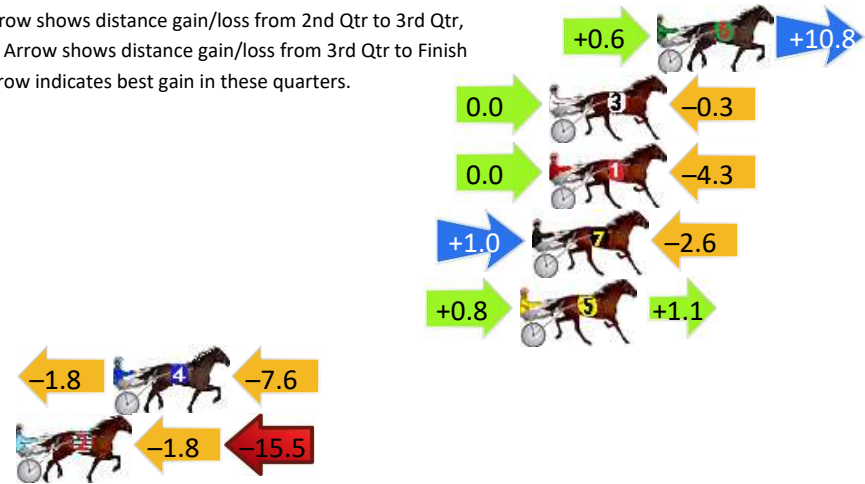 row shows distance gain/loss from 2nd Qtr to 3rd Qtr,
Arrow shows distance gain/loss from 3rd Qtr to Finish
row indicates best gain in these quarters.
+0.6 +10.8
0.0 3 –0.3
0.0 1 –4.3
+1.0 7 –2.6
+0.8 5 +1.1
–1.8 4 –7.6
2 –1.8 –15.5